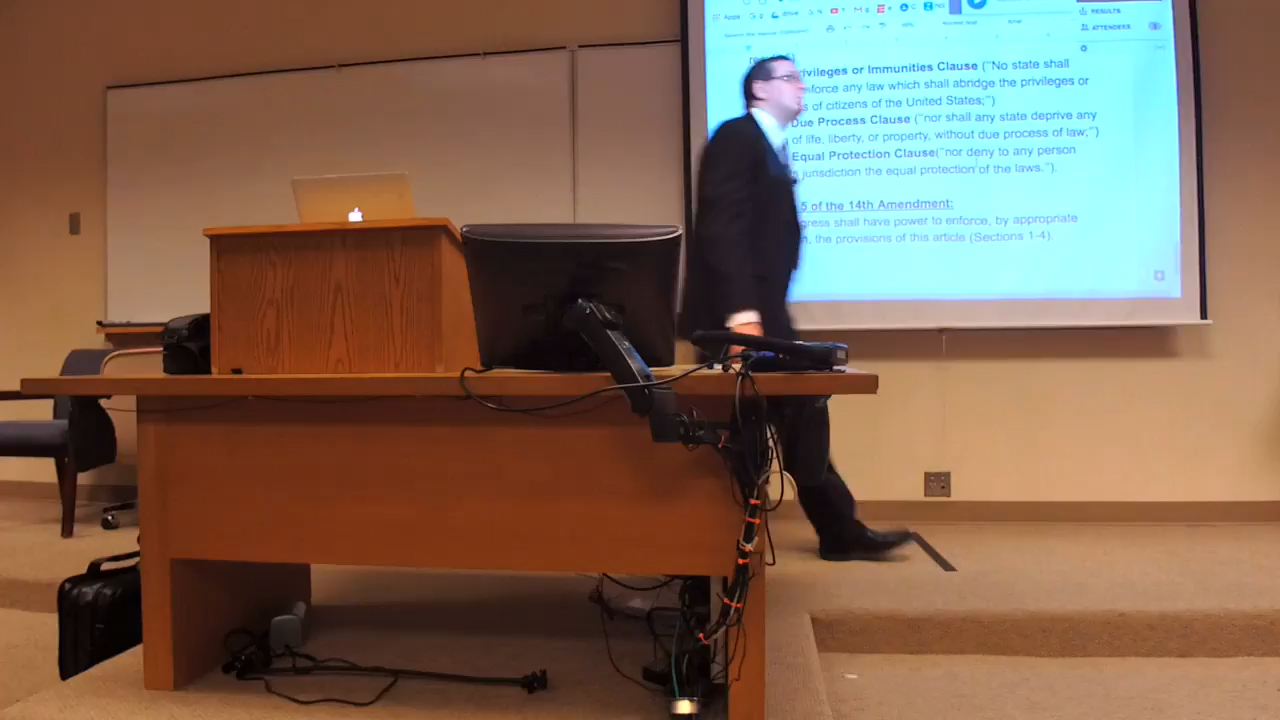 RESULTS
Apps drive
ATTENDEES
rivileges or Immunities Clause ("No state shall
nforce any law which shall abridge the privileges or
s of citizens of the United States;")
Due Process Clause ("nor shall any state deprive any
of life, liberty, or property, without due process of law;")
Equal Protection Clause("nor deny to any person
jurisdiction the equal protection of the laws.").
5 of the 14th Amendment:
gress shall have power to enforce, by appropriate
n, the provisions of this article (Sections 1-4).